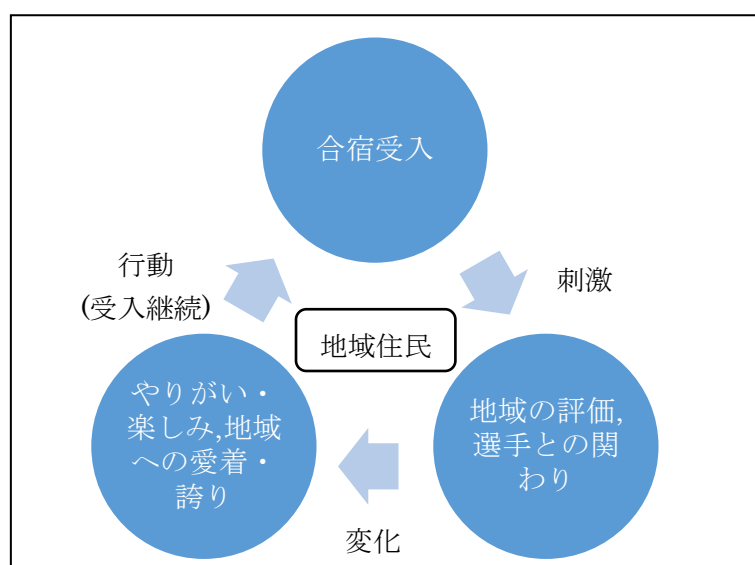 合宿受入
行動
(受入継続)
刺激
地域住民
やりがい・
楽しみ,地域
への愛着・
誇り
地域の評価,
選手との関
わり
変化